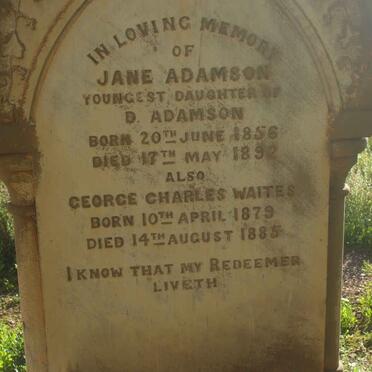 IN LOVING MEMORY
OF
JANE ADAMSON
YOUNGEST DAUGHTER OF
D. ADAMSON
BORN 20TH JUNE 1856
DIED 17TH MAY 1892
ALSO
GEORGE CHARLES WAITES
BORN 10TH APRIL 1879
DIED 14TH AUGUST 1885
I KNOW THAT MY REDEEMER
LIVETH